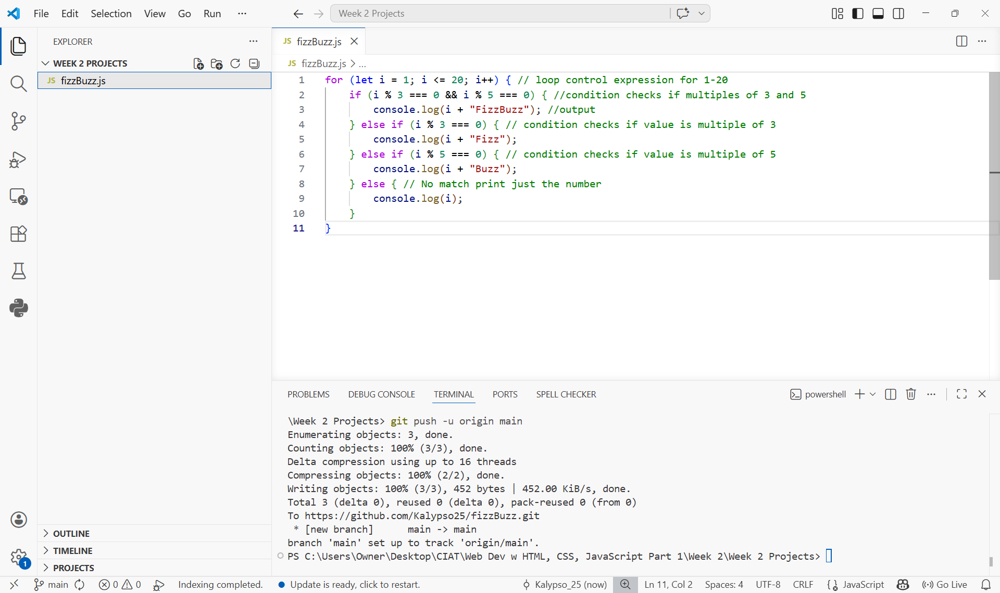 File Edit Selection View Go Run ···
Week 2 Projects
EXPLORER ···
WEEK 2 PROJECTS
JS fizzBuzz.js
JS fizzBuzz.js
JS fizzBuzz.js > ...
1 for (let i = 1; i <= 20; i++) { // loop control expression for 1-20
2 if (i % 3 === 0 && i % 5 === 0) { //condition checks if multiples of 3 and 5
3 console.log(i + "FizzBuzz"); //output
4 } else if (i % 3 === 0) { // condition checks if value is multiple of 3
5 console.log(i + "Fizz");
6 } else if (i % 5 === 0) { // condition checks if value is multiple of 5
7 console.log(i + "Buzz");
8 } else { // No match print just the number
9 console.log(i);
10 }
11 }
PROBLEMS DEBUG CONSOLE TERMINAL PORTS SPELL CHECKER powershell
\Week 2 Projects> git push -u origin main
Enumerating objects: 3, done.
Counting objects: 100% (3/3), done.
Delta compression using up to 16 threads
Compressing objects: 100% (2/2), done.
Writing objects: 100% (3/3), 452 bytes | 452.00 KiB/s, done.
Total 3 (delta 0), reused 0 (delta 0), pack-reused 0 (from 0)
To https://github.com/Kalypso25/fizzBuzz.git
* [new branch] main -> main
branch 'main' set up to track 'origin/main'.
PS C:\Users\Owner\Desktop\CIAT\Web Dev w HTML, CSS, JavaScript Part 1\Week 2\Week 2 Projects>
OUTLINE
TIMELINE
PROJECTS
1
main 0 0 Indexing completed. Update is ready, click to restart. Kalypso_25 (now) Ln 11, Col 2 Spaces: 4 UTF-8 CRLF JavaScript Go Live